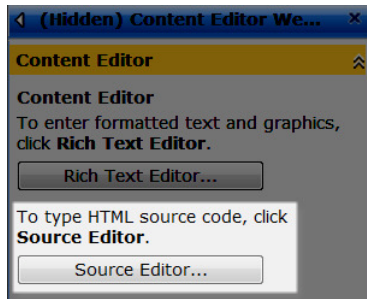 (Hidden) Content Editor We... ×
Content Editor
Content Editor
To enter formatted text and graphics,
click Rich Text Editor.
Rich Text Editor...
To type HTML source code, click
Source Editor.
Source Editor...